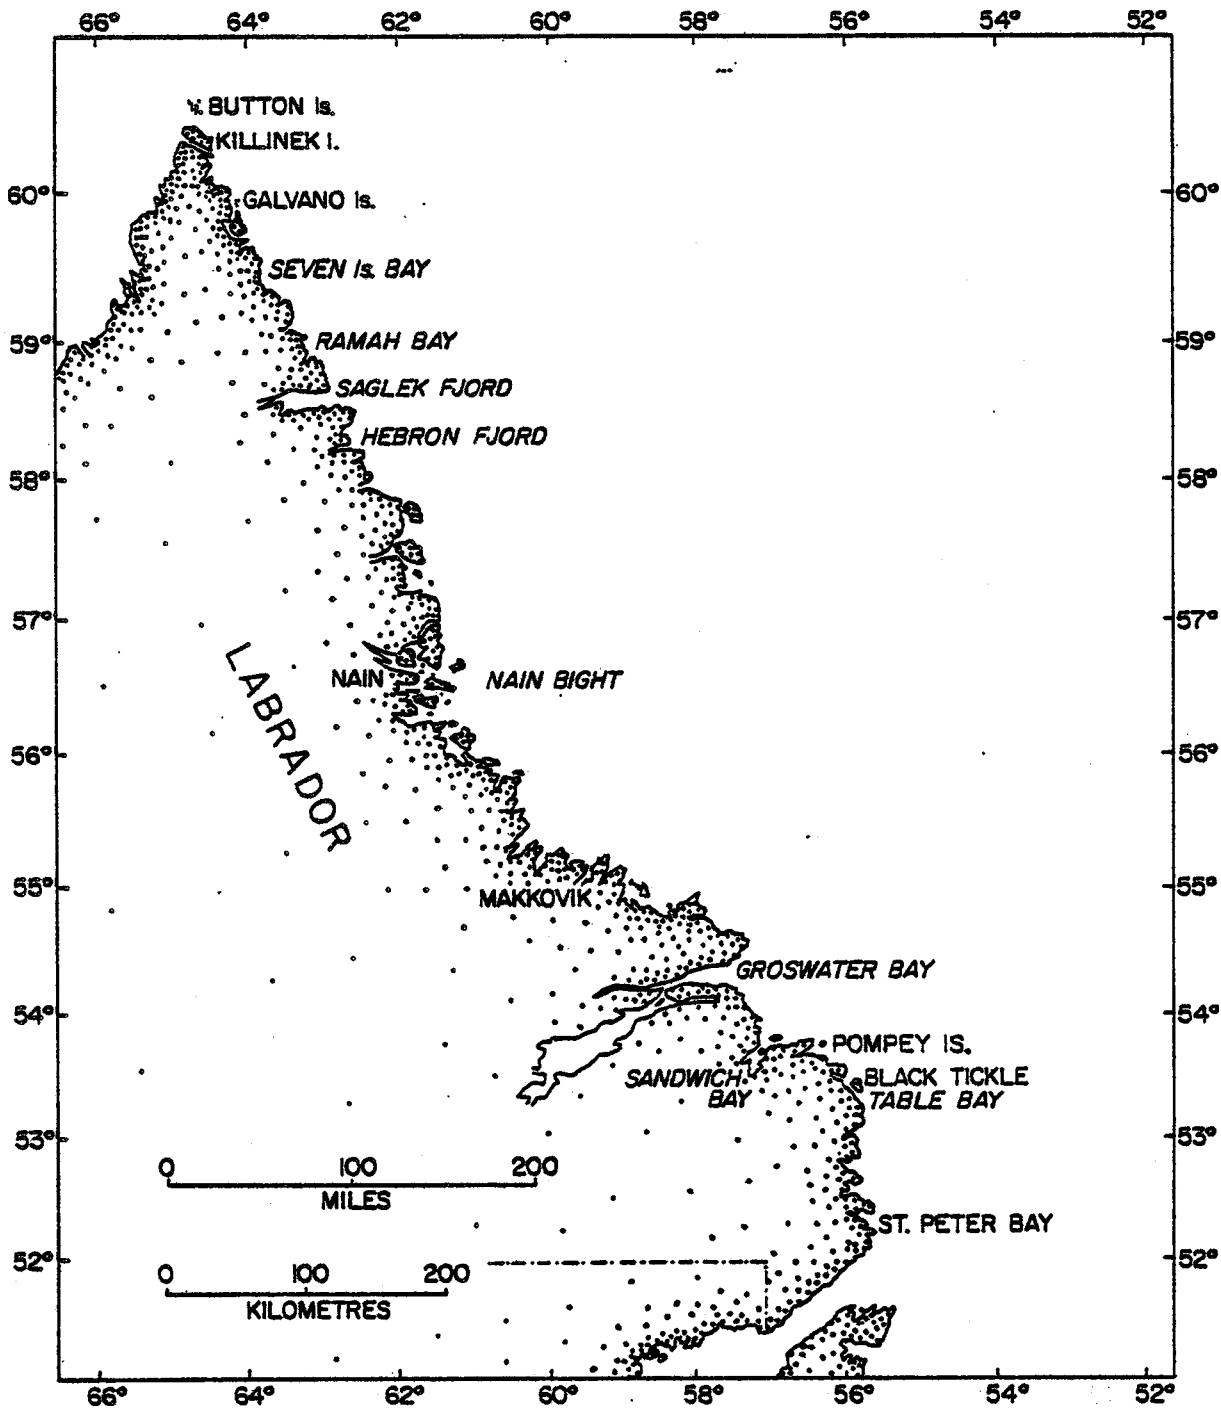 66° 64° 62° 60° 58° 56° 54° 52°
BUTTON Is.
KILLINEK I.
60° GALVANO Is. 60°
SEVEN Is. BAY
59° RAMAH BAY 59°
SAGLEK FJORD
HEBRON FJORD
58° 58°
57° 57°
NAIN NAIN BIGHT
LABRADOR
56° 56°
55° MAKKOVIK 55°
GROSWATER BAY
54° 54°
POMPEY IS.
SANDWICH BLACK TICKLE
BAY TABLE BAY
53° 53°
0 100 200
MILES
ST. PETER BAY
52° 52°
0 100 200
KILOMETRES
66° 64° 62° 60° 58° 56° 54° 52°